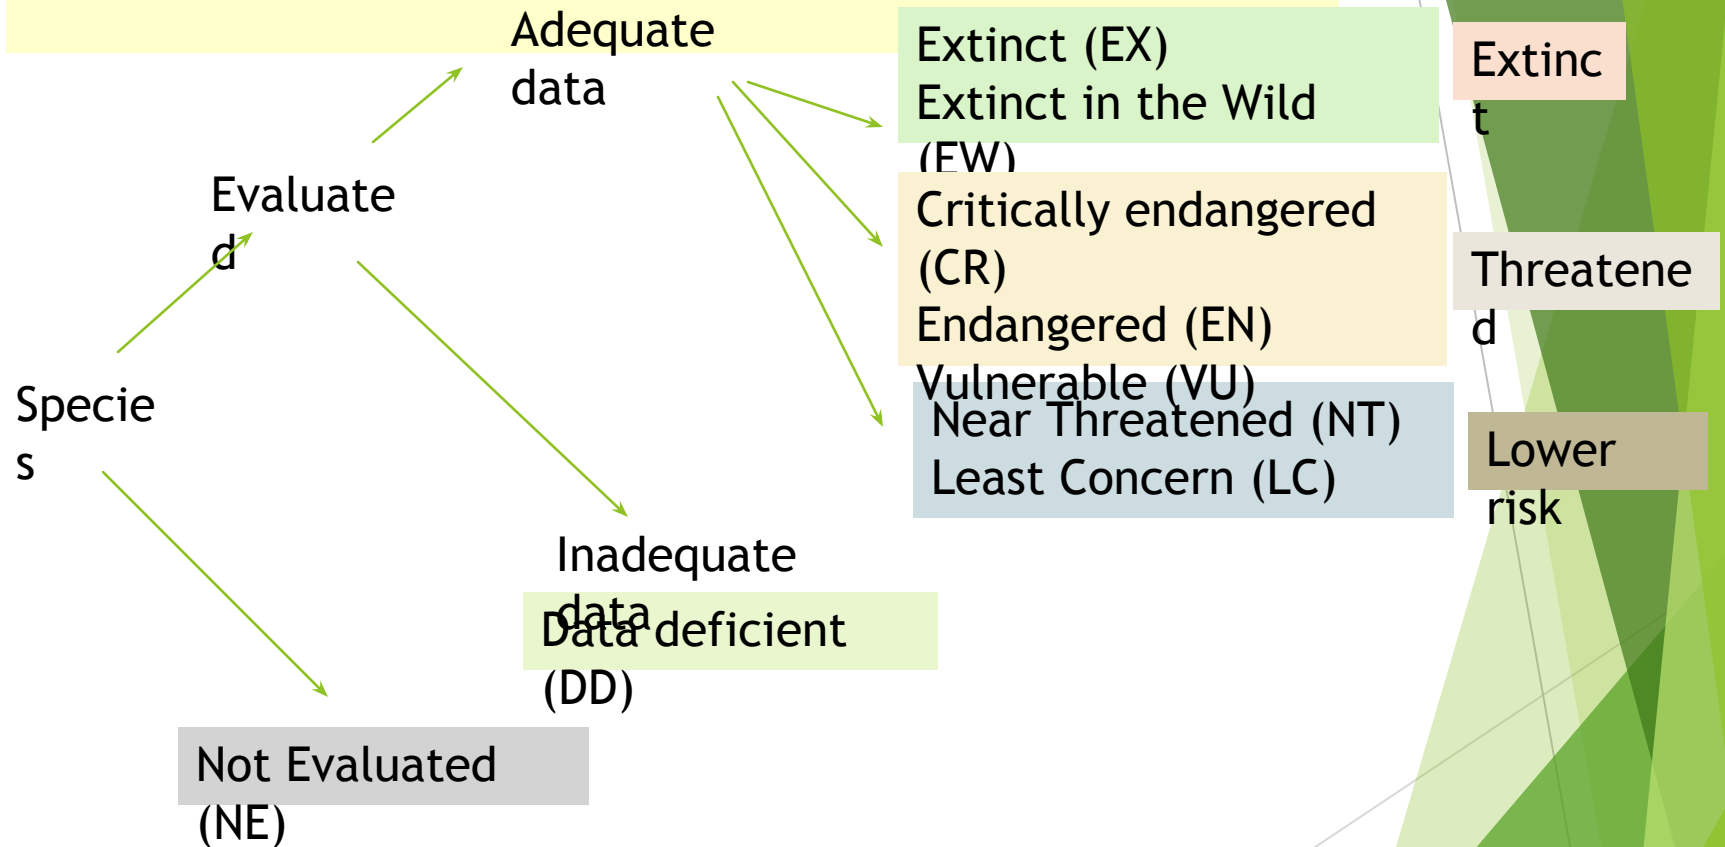 Adequate
data
Extinct (EX)
Extinct in the Wild
(EW)
Extinc
t
Evaluate
d
Critically endangered
(CR)
Endangered (EN)
Vulnerable (VU)
Threatene
d
Specie
s
Near Threatened (NT)
Least Concern (LC)
Lower
risk
Inadequate
data
Data deficient
(DD)
Not Evaluated
(NE)